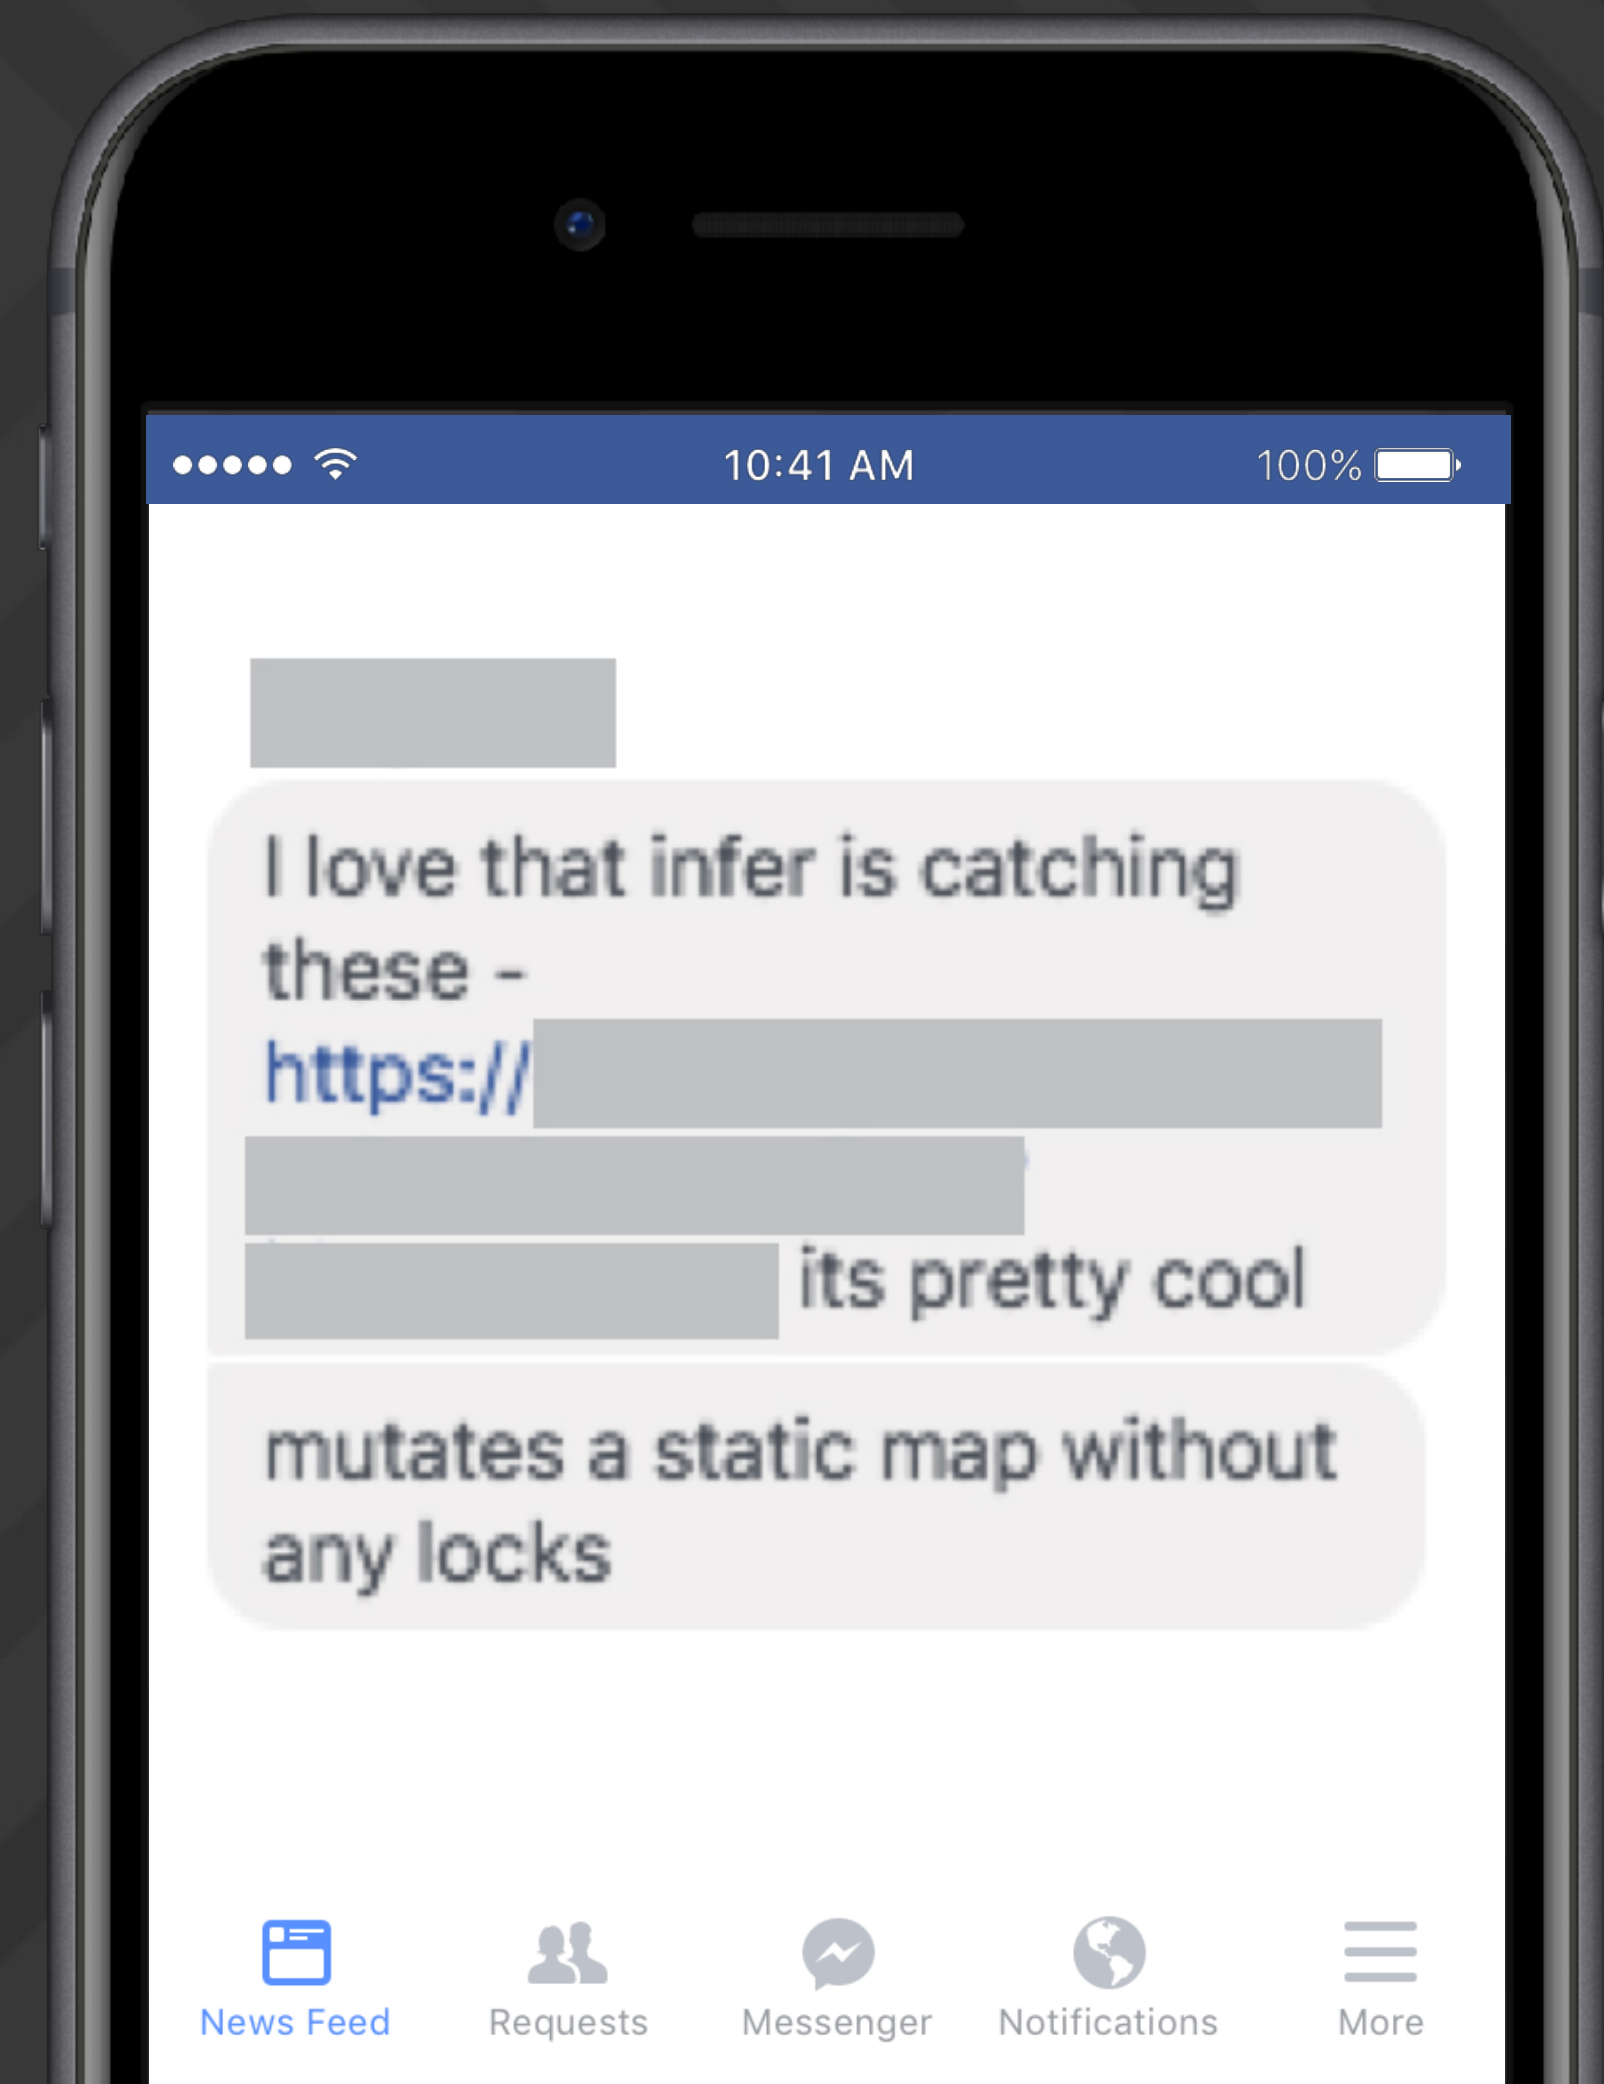 10:41 AM
100%
I love that infer is catching
these -
https://
its pretty cool
mutates a static map without
any locks
News Feed
Requests
Messenger
Notifications
More